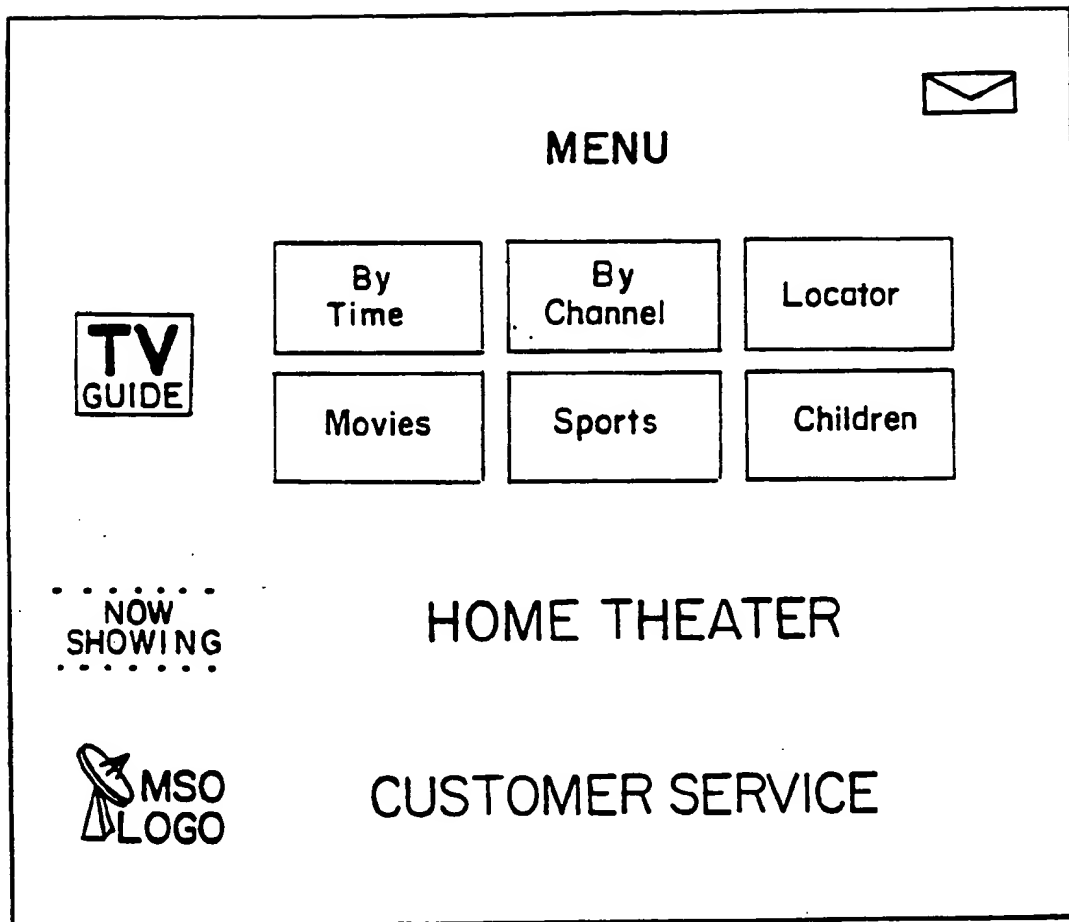 MENU
By
Time
By
Channel
Locator
TV
GUIDE
Movies
Sports
Children
NOW
SHOWING
HOME THEATER
MSO
LOGO
CUSTOMER SERVICE